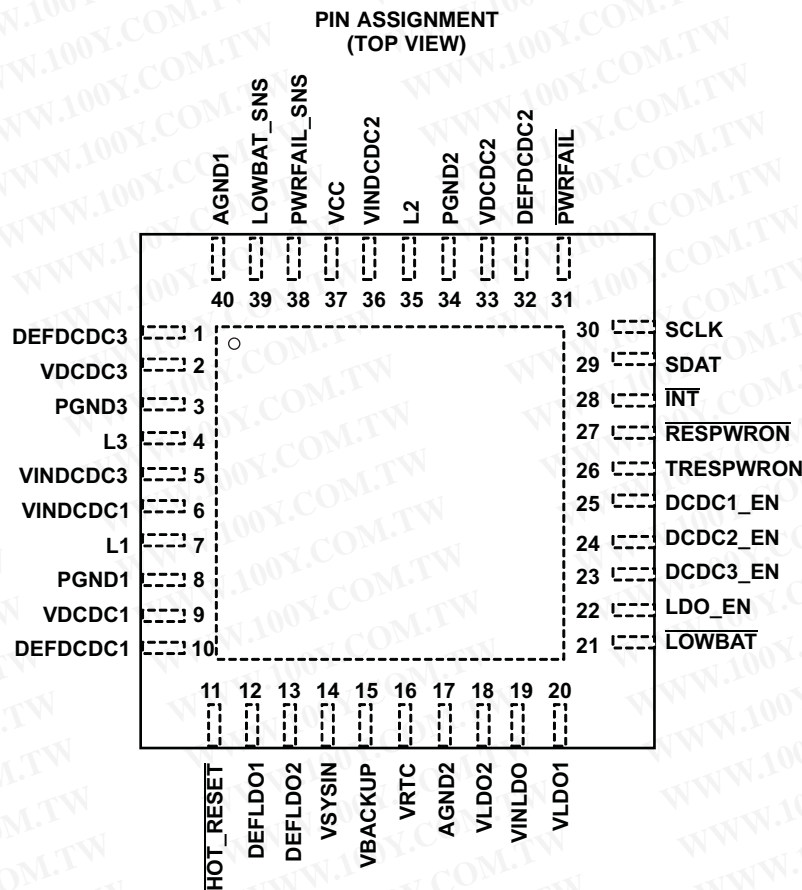 PIN ASSIGNMENT
(TOP VIEW)
AGND1
LOWBAT_SNS
PWRFAIL_SNS
VCC
VINDCDC2
L2
PGND2
VDCDC2
DEFDCDC2
PWRFAIL
40 39 38 37 36 35 34 33 32 31
DEFDCDC3 1
VDCDC3 2
PGND3 3
L3 4
VINDCDC3 5
VINDCDC1 6
L1 7
PGND1 8
VDCDC1 9
DEFDCDC1 10
30 SCLK
29 SDAT
28 INT
27 RESPWRON
26 TRESPWRON
25 DCDC1_EN
24 DCDC2_EN
23 DCDC3_EN
22 LDO_EN
21 LOWBAT
11 12 13 14 15 16 17 18 19 20
HOT_RESET
DEFLDO1
DEFLDO2
VSYSIN
VBACKUP
VRTC
AGND2
VLDO2
VINLDO
VLDO1
WWW.100Y.COM.TW